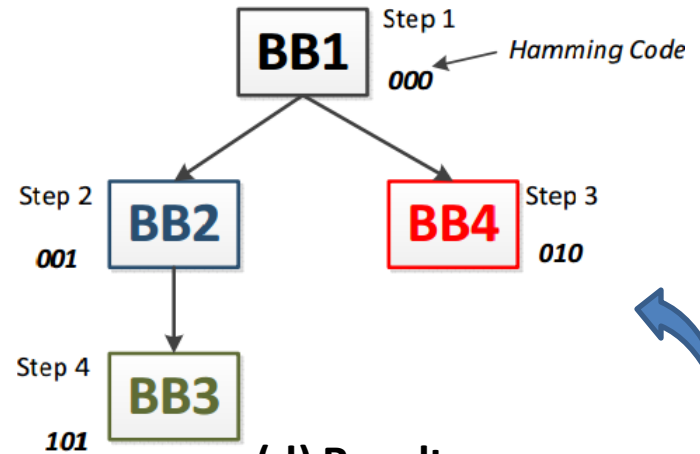 Step 1
BB1
Hamming Code
000
Step 2
BB2
001
BB4
Step 3
010
Step 4
BB3
101